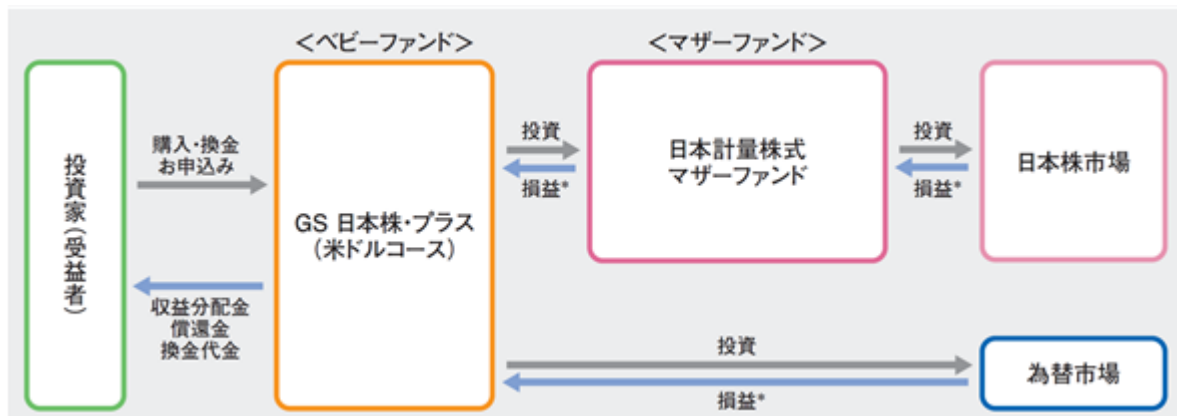 ＜ベビーファンド＞
＜マザーファンド＞
投資家（受益者）
購入・換金
お申込み
収益分配金
償還金
換金代金
GS 日本株・プラス
（米ドルコース）
投資
損益*
日本計量株式
マザーファンド
投資
損益*
日本株市場
投資
損益*
為替市場